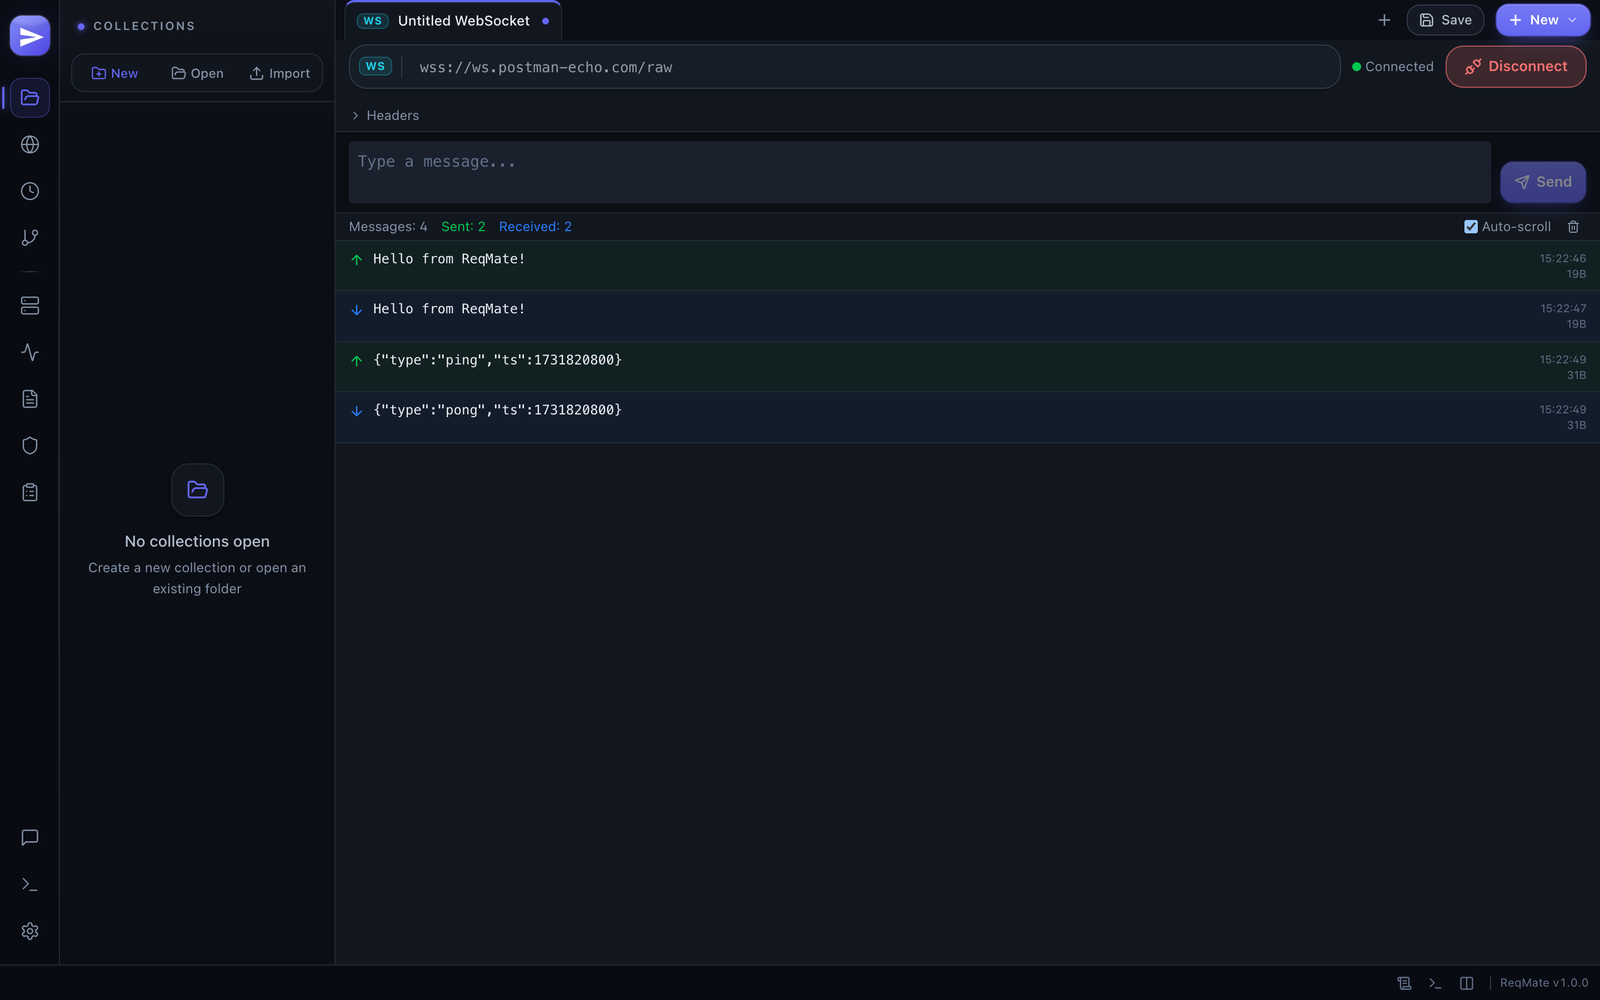 COLLECTIONS
New
Open
Import
No collections open
Create a new collection or open an
existing folder
WS Untitled WebSocket
Save
New
WS wss://ws.postman-echo.com/raw
Connected
Disconnect
Headers
Type a message...
Send
Messages: 4 Sent: 2 Received: 2
Auto-scroll
Hello from ReqMate!
15:22:46
19B
Hello from ReqMate!
15:22:47
19B
{"type":"ping","ts":1731820800}
15:22:49
31B
{"type":"pong","ts":1731820800}
15:22:49
31B
ReqMate v1.0.0